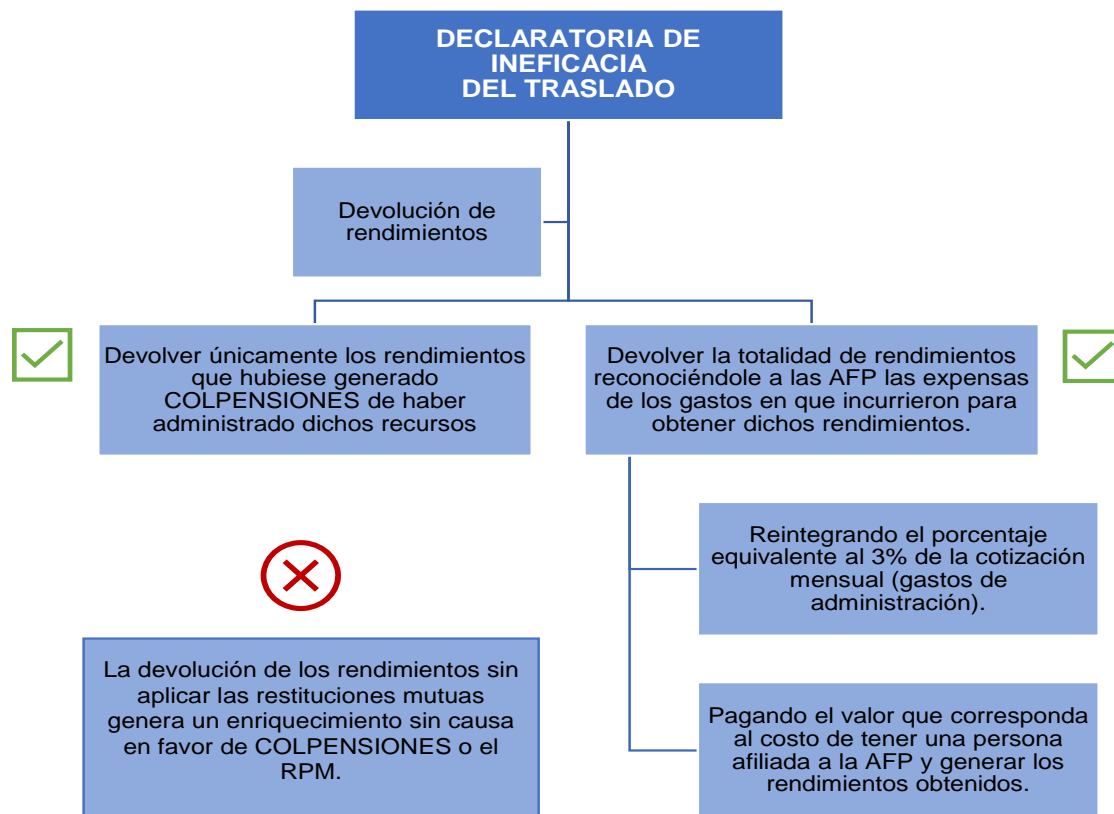 DECLARATORIA DE
INEFICACIA
DEL TRASLADO
Devolución de
rendimientos
Devolver únicamente los rendimientos
que hubiese generado
COLPENSIONES de haber
administrado dichos recursos
Devolver la totalidad de rendimientos
reconociéndole a las AFP las expensas
de los gastos en que incurrieron para
obtener dichos rendimientos.
Reintegrando el porcentaje
equivalente al 3% de la cotización
mensual (gastos de
administración).
La devolución de los rendimientos sin
aplicar las restituciones mutuas
genera un enriquecimiento sin causa
en favor de COLPENSIONES o el
RPM.
Pagando el valor que corresponda
al costo de tener una persona
afiliada a la AFP y generar los
rendimientos obtenidos.